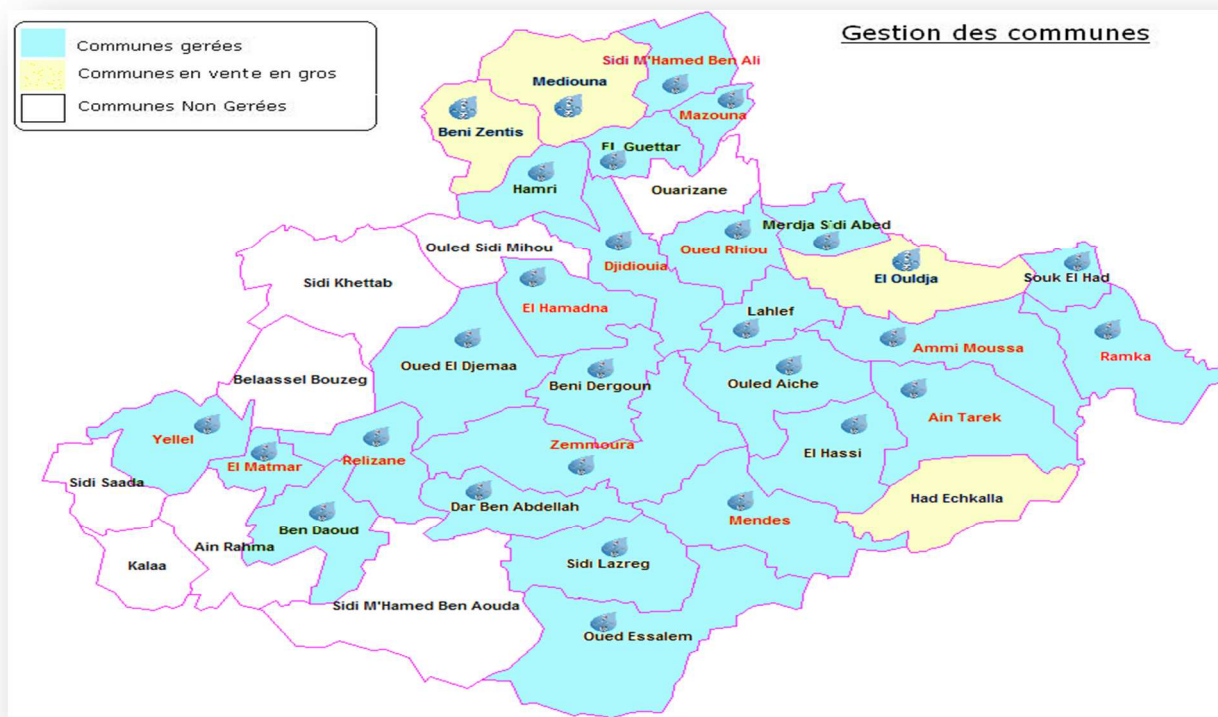 Gestion des communes
Communes gerées
Communes en vente en gros
Communes Non Gerées
Sidi M'Hamed Ben Ali
Mediouna
Mazouna
Beni Zentis
EL Guettar
Hamri
Ouarizane
Merdja Sidi Abed
Ouled Sidi Mihou
Oued Rhiou
Djidiouia
El Ouldja
Souk El Had
Sidi Khettab
El Hamadna
Lahlef
Ammi Moussa
Ramka
Oued El Djemaa
Belaassel Bouzeg
Beni Dergoun
Ouled Aiche
Ain Tarek
Yellel
Zemmoura
El Hassi
El Matmar
Relizane
Sidi Saada
Had Echkalla
Dar Ben Abdellah
Mendes
Ben Daoud
Ain Rahma
Kalaa
Sidi Lazreg
Sidi M'Hamed Ben Aouda
Oued Essalem